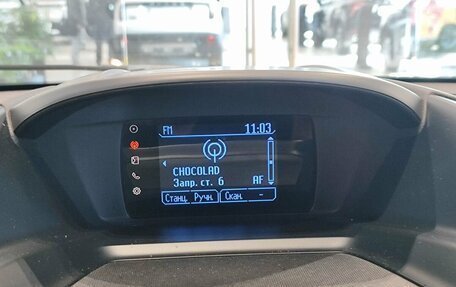 FM 11:03
CHOCOLAD
Запр. ст. 6 AF
Станц. Ручн. Скан. -